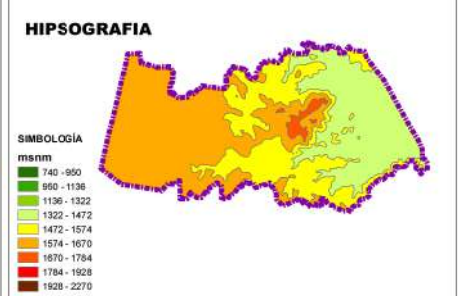 HIPSOGRAFIA
SIMBOLOGÍA
msnm
740 - 950
950 - 1136
1136 - 1322
1322 - 1472
1472 - 1574
1574 - 1670
1670 - 1784
1784 - 1928
1928 - 2270